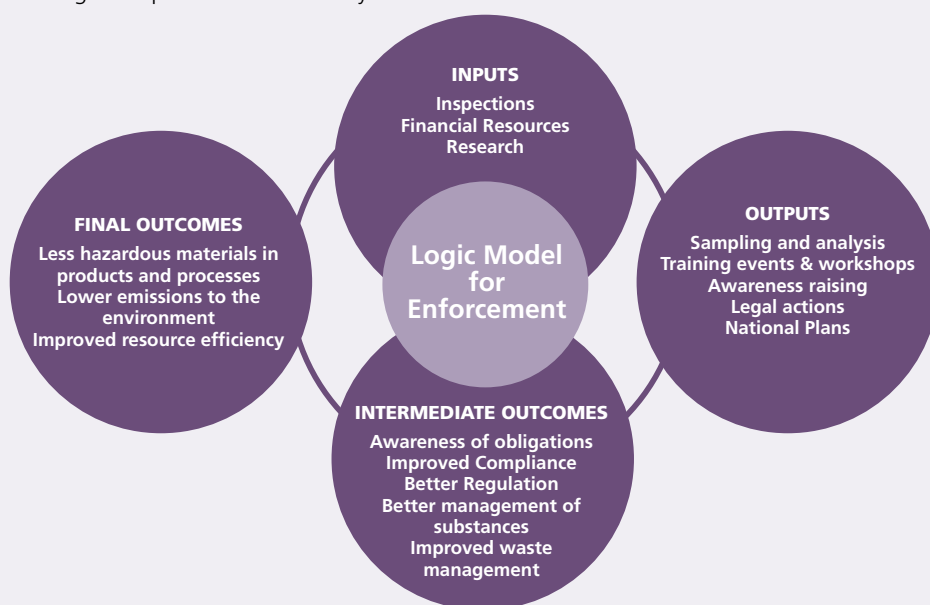 INPUTS
Inspections
Financial Resources
Research
FINAL OUTCOMES
Less hazardous materials in
products and processes
Lower emissions to the
environment
Improved resource efficiency
Logic Model
for
Enforcement
OUTPUTS
Sampling and analysis
Training events & workshops
Awareness raising
Legal actions
National Plans
INTERMEDIATE OUTCOMES
Awareness of obligations
Improved Compliance
Better Regulation
Better management of
substances
Improved waste
management